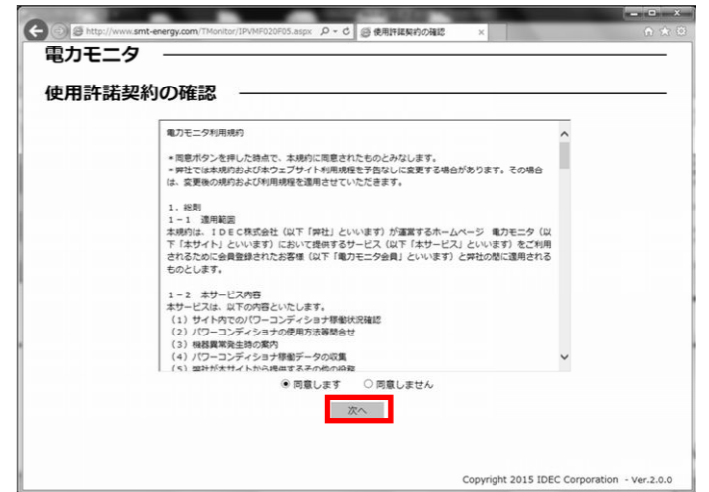 http://www.smt-energy.com/TMonitor/IPVMF020F05.aspx
使用許諾契約の確認
電力モニタ
使用許諾契約の確認
電力モニタ利用規約
*同意ボタンを押した時点で、本規約に同意されたものとみなします。
*弊社では本規約および本ウェブサイト利用規程を予告なしに変更する場合があります。その場合
は、変更後の規約および利用規程を適用させていただきます。
1.総則
1-1 適用範囲
本規約は、IDEC株式会社(以下「弊社」といいます)が運営するホームページ 電力モニタ(以
下「本サイト」といいます)において提供するサービス(以下「本サービス」といいます)をご利用
されるために会員登録されたお客様(以下「電力モニタ会員」といいます)と弊社の間に適用される
ものとします。
1-2 本サービス内容
本サービスは、以下の内容といたします。
(1)サイト内でのパワーコンディショナ稼働状況確認
(2)パワーコンディショナの使用方法等問合せ
(3)機器異常発生時の案内
(4)パワーコンディショナ稼働データの収集
(5)弊社が本サイトから提供するその他の役務
同意します 同意しません
次へ
Copyright 2015 IDEC Corporation - Ver.2.0.0